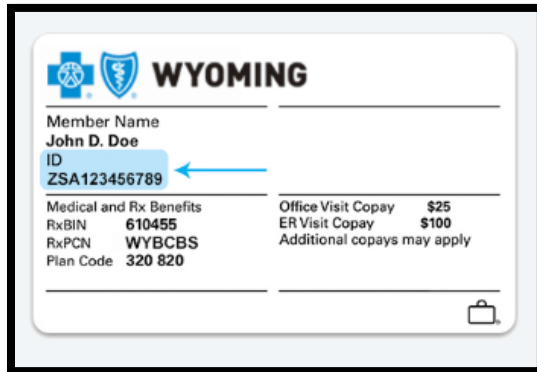 WYOMING
Member Name
John D. Doe
ID
ZSA123456789
Medical and Rx Benefits
RxBIN 610455
RxPCN WYBCBS
Plan Code 320 820
Office Visit Copay $25
ER Visit Copay $100
Additional copays may apply